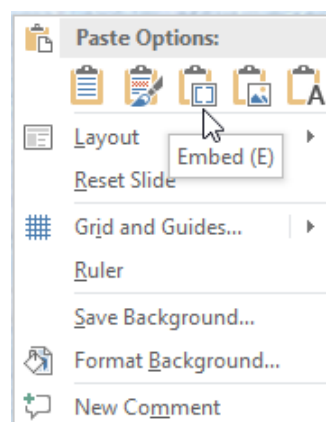 Paste Options:
A
Layout
Embed (E)
Reset Slide
Grid and Guides...
Ruler
Save Background...
Format Background...
New Comment